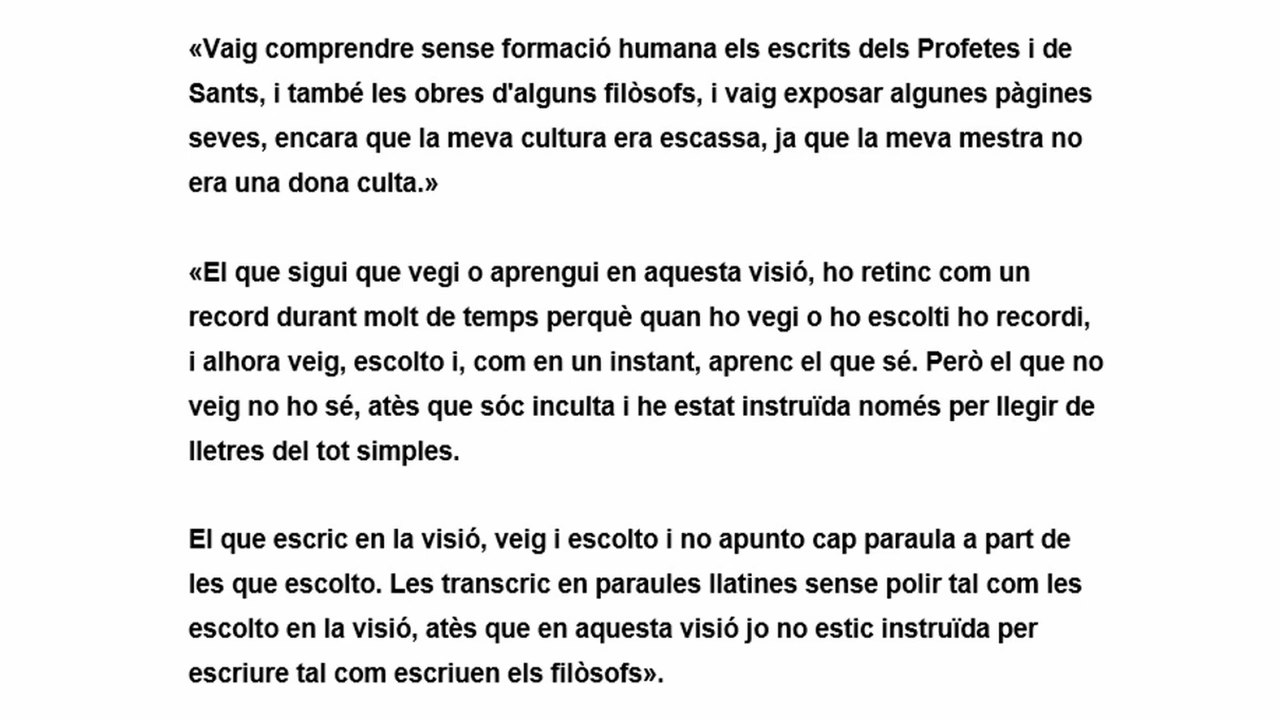 «Vaig comprendre sense formació humana els escrits dels Profetes i de
Sants, i també les obres d'alguns filòsofs, i vaig exposar algunes pàgines
seves, encara que la meva cultura era escassa, ja que la meva mestra no
era una dona culta.»
«El que sigui que vegi o aprengui en aquesta visió, ho retinc com un
record durant molt de temps perquè quan ho vegi o ho escolti ho recordi,
i alhora veig, escolto i, com en un instant, aprenc el que sé. Però el que no
veig no ho sé, atès que sóc inculta i he estat instruïda només per llegir de
lletres del tot simples.
El que escric en la visió, veig i escolto i no apunto cap paraula a part de
les que escolto. Les transcric en paraules llatines sense polir tal com les
escolto en la visió, atès que en aquesta visió jo no estic instruïda per
escriure tal com escriuen els filòsofs».